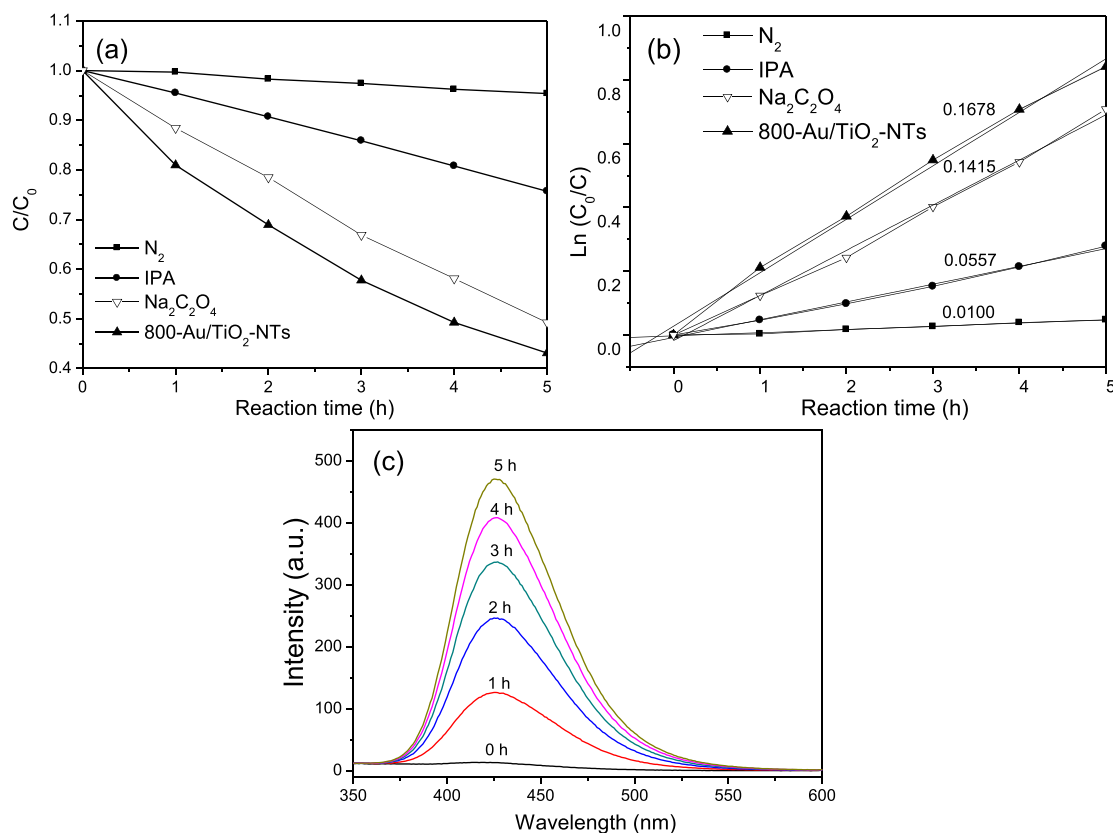 (a)
1.1
1.0
0.9
0.8
0.7
0.6
0.5
0.4
C/C₀
N₂
IPA
Na₂C₂O₄
800-Au/TiO₂-NTs
0 1 2 3 4 5
Reaction time (h)
(b)
1.0
0.8
0.6
0.4
0.2
0.0
Ln (C₀/C)
N₂
IPA
Na₂C₂O₄
800-Au/TiO₂-NTs
0.1678
0.1415
0.0557
0.0100
0 1 2 3 4 5
Reaction time (h)
(c)
500
400
300
200
100
0
Intensity (a.u.)
5 h
4 h
3 h
2 h
1 h
0 h
350 400 450 500 550 600
Wavelength (nm)